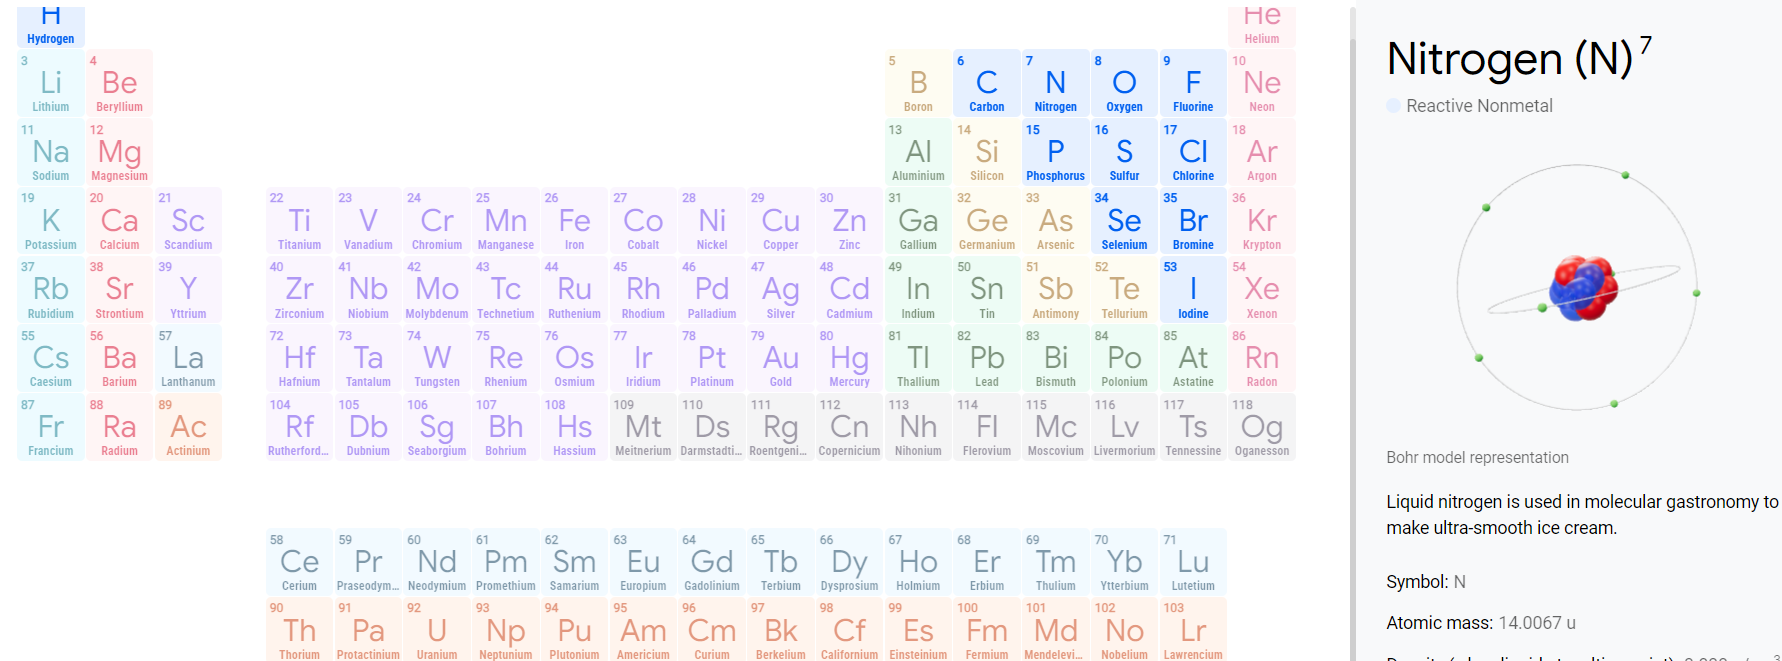 H He
Hydrogen Helium
3 4 5 6 7 8 9 10
Li Be B C N O F Ne
Lithium Beryllium Boron Carbon Nitrogen Oxygen Fluorine Neon
11 12 13 14 15 16 17 18
Na Mg Al Si P S Cl Ar
Sodium Magnesium Aluminium Silicon Phosphorus Sulfur Chlorine Argon
19 20 21 22 23 24 25 26 27 28 29 30 31 32 33 34 35 36
K Ca Sc Ti V Cr Mn Fe Co Ni Cu Zn Ga Ge As Se Br Kr
Potassium Calcium Scandium Titanium Vanadium Chromium Manganese Iron Cobalt Nickel Copper Zinc Gallium Germanium Arsenic Selenium Bromine Krypton
37 38 39 40 41 42 43 44 45 46 47 48 49 50 51 52 53 54
Rb Sr Y Zr Nb Mo Tc Ru Rh Pd Ag Cd In Sn Sb Te I Xe
Rubidium Strontium Yttrium Zirconium Niobium Molybdenum Technetium Ruthenium Rhodium Palladium Silver Cadmium Indium Tin Antimony Tellurium Iodine Xenon
55 56 57 72 73 74 75 76 77 78 79 80 81 82 83 84 85 86
Cs Ba La Hf Ta W Re Os Ir Pt Au Hg Tl Pb Bi Po At Rn
Caesium Barium Lanthanum Hafnium Tantalum Tungsten Rhenium Osmium Iridium Platinum Gold Mercury Thallium Lead Bismuth Polonium Astatine Radon
87 88 89 104 105 106 107 108 109 110 111 112 113 114 115 116 117 118
Fr Ra Ac Rf Db Sg Bh Hs Mt Ds Rg Cn Nh Fl Mc Lv Ts Og
Francium Radium Actinium Rutherford... Dubnium Seaborgium Bohrium Hassium Meitnerium Darmstadti... Roentgeni... Copernicium Nihonium Flerovium Moscovium Livermorium Tennessine Oganesson
58 59 60 61 62 63 64 65 66 67 68 69 70 71
Ce Pr Nd Pm Sm Eu Gd Tb Dy Ho Er Tm Yb Lu
Cerium Praseodym... Neodymium Promethium Samarium Europium Gadolinium Terbium Dysprosium Holmium Erbium Thulium Ytterbium Lutetium
90 91 92 93 94 95 96 97 98 99 100 101 102 103
Th Pa U Np Pu Am Cm Bk Cf Es Fm Md No Lr
Thorium Protactinium Uranium Neptunium Plutonium Americium Curium Berkelium Californium Einsteinium Fermium Mendelevi... Nobelium Lawrencium
Nitrogen (N) 7
Reactive Nonmetal
Bohr model representation
Liquid nitrogen is used in molecular gastronomy to
make ultra-smooth ice cream.
Symbol: N
Atomic mass: 14.0067 u